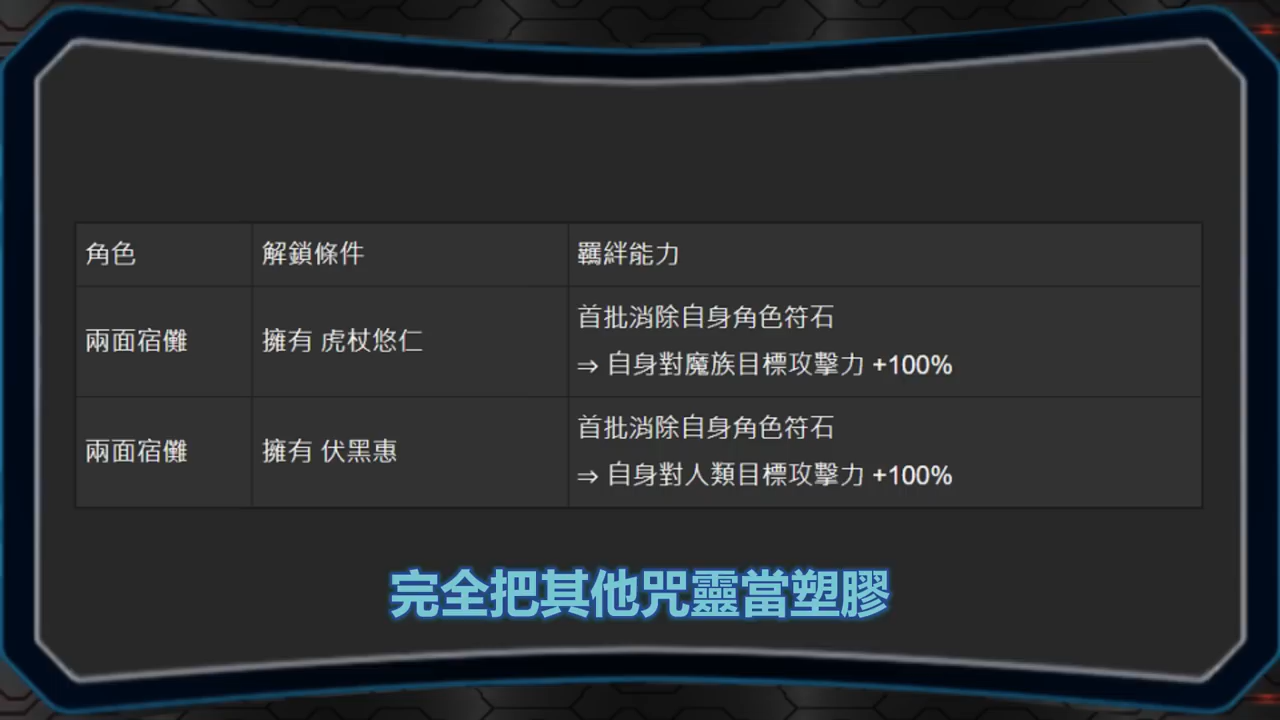 角色 解鎖條件 羈絆能力
兩面宿儺 擁有 虎杖悠仁 首批消除自身角色符石
⇒ 自身對魔族目標攻擊力 +100%
兩面宿儺 擁有 伏黑惠 首批消除自身角色符石
⇒ 自身對人類目標攻擊力 +100%
完全把其他咒靈當塑膠